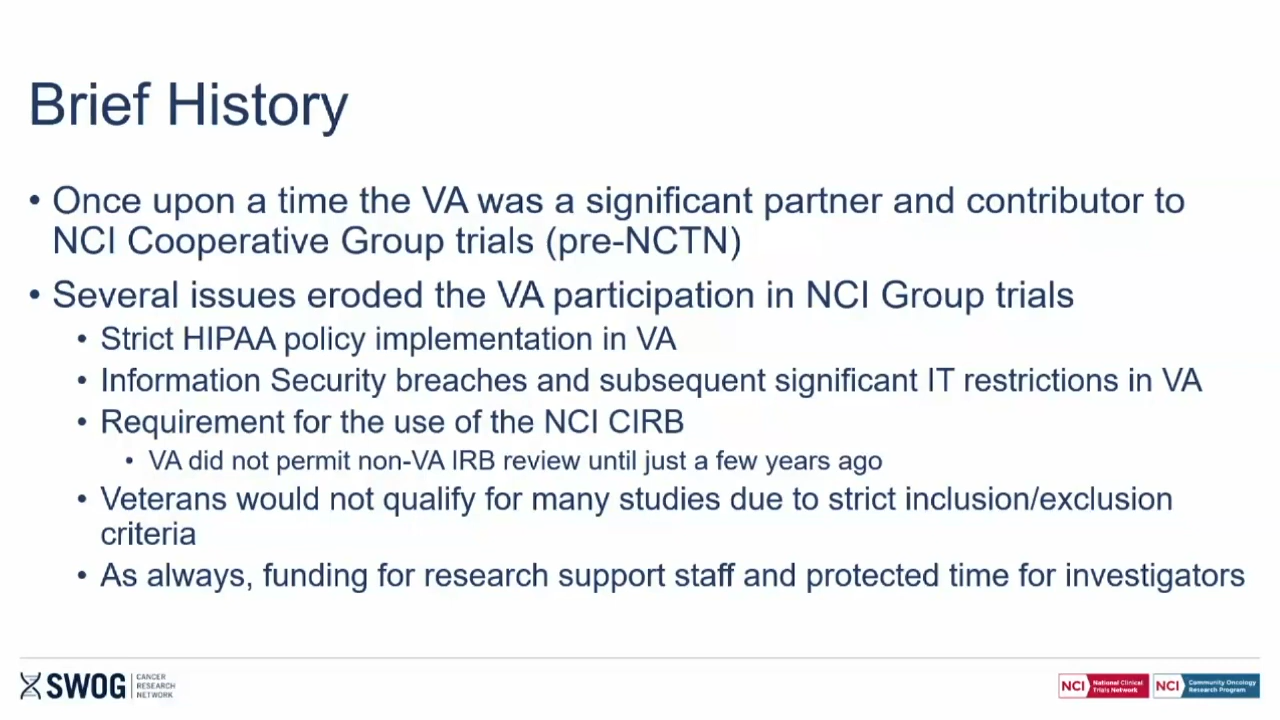 Brief History
• Once upon a time the VA was a significant partner and contributor to
NCI Cooperative Group trials (pre-NCTN)
• Several issues eroded the VA participation in NCI Group trials
• Strict HIPAA policy implementation in VA
• Information Security breaches and subsequent significant IT restrictions in VA
• Requirement for the use of the NCI CIRB
• VA did not permit non-VA IRB review until just a few years ago
• Veterans would not qualify for many studies due to strict inclusion/exclusion
criteria
• As always, funding for research support staff and protected time for investigators
SWOG
CANCER
RESEARCH
NETWORK
NCI
National Clinical
Trials Network
NCI
Community Oncology
Research Program